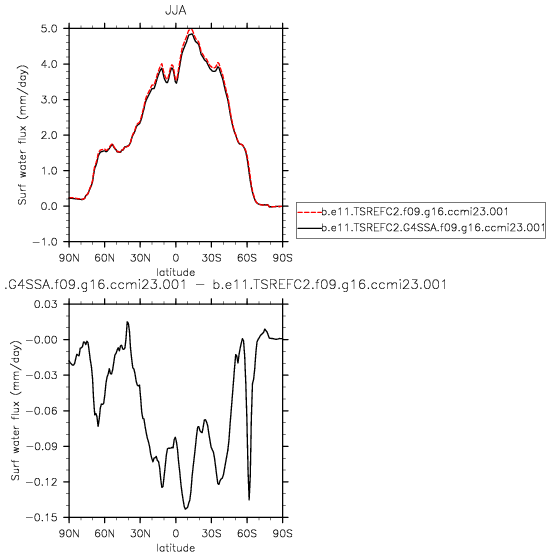 JJA
Surf water flux (mm/day)
5.0
4.0
3.0
2.0
1.0
0.0
−1.0
90N 60N 30N 0 30S 60S 90S
latitude
b.e11.TSREFC2.f09.g16.ccmi23.001
b.e11.TSREFC2.G4SSA.f09.g16.ccmi23.001
.G4SSA.f09.g16.ccmi23.001 − b.e11.TSREFC2.f09.g16.ccmi23.001
Surf water flux (mm/day)
0.03
−0.00
−0.03
−0.06
−0.09
−0.12
−0.15
90N 60N 30N 0 30S 60S 90S
latitude